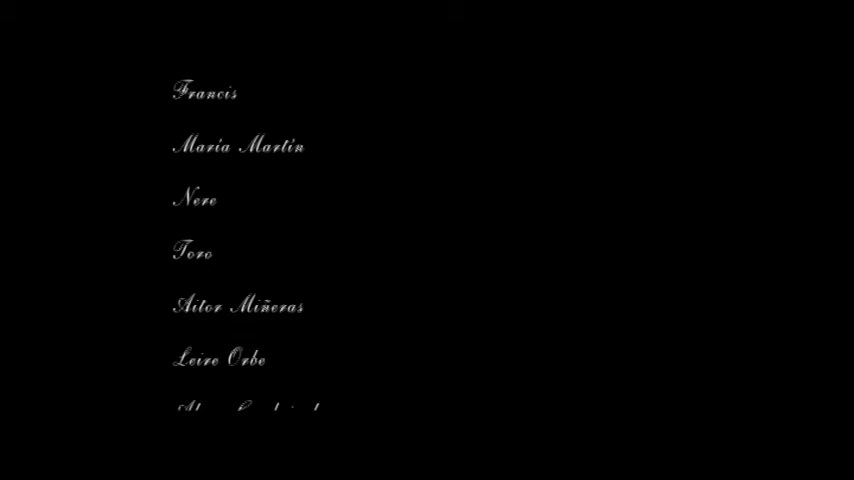 Francis
María Martín
Nere
Toro
Aitor Miñeras
Leire Orbe